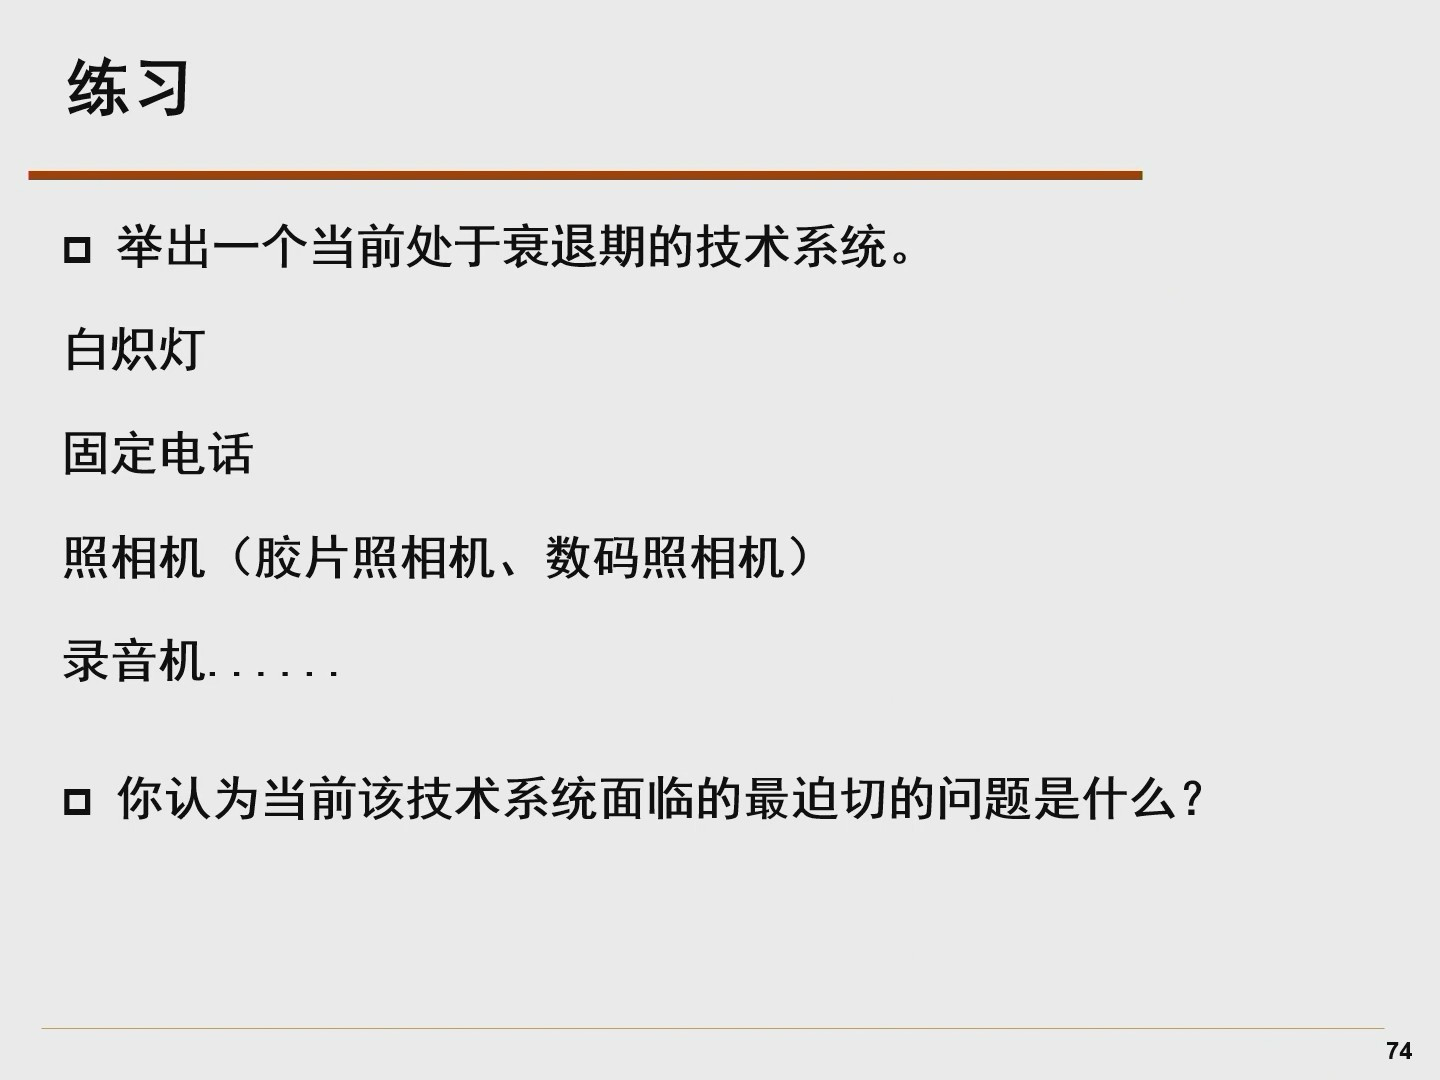 练习
举出一个当前处于衰退期的技术系统。
白炽灯
固定电话
照相机（胶片照相机、数码照相机）
录音机......
你认为当前该技术系统面临的最迫切的问题是什么？
74